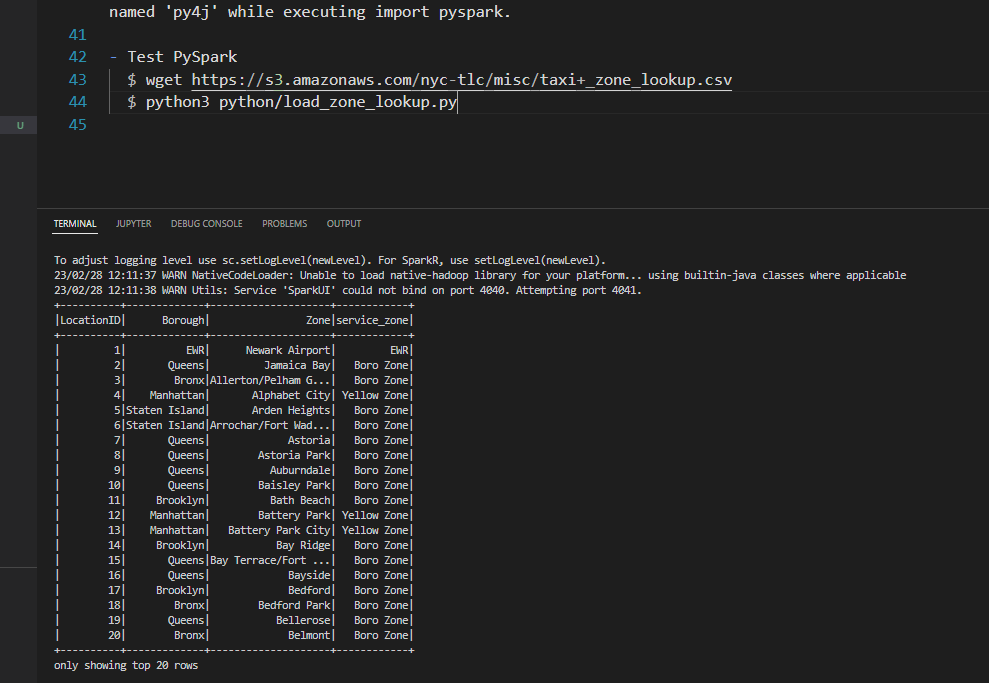 named 'py4j' while executing import pyspark.
41
42 - Test PySpark
43 $ wget https://s3.amazonaws.com/nyc-tlc/misc/taxi+_zone_lookup.csv
44 $ python3 python/load_zone_lookup.py
U
45
TERMINAL JUPYTER DEBUG CONSOLE PROBLEMS OUTPUT
To adjust logging level use sc.setLogLevel(newLevel). For SparkR, use setLogLevel(newLevel).
23/02/28 12:11:37 WARN NativeCodeLoader: Unable to load native-hadoop library for your platform... using builtin-java classes where applicable
23/02/28 12:11:38 WARN Utils: Service 'SparkUI' could not bind on port 4040. Attempting port 4041.
+----------+-------------+--------------------+------------+
|LocationID|      Borough|                Zone|service_zone|
+----------+-------------+--------------------+------------+
|         1|          EWR|      Newark Airport|         EWR|
|         2|       Queens|         Jamaica Bay|   Boro Zone|
|         3|        Bronx|Allerton/Pelham G...|   Boro Zone|
|         4|    Manhattan|       Alphabet City| Yellow Zone|
|         5|Staten Island|       Arden Heights|   Boro Zone|
|         6|Staten Island|Arrochar/Fort Wad...|   Boro Zone|
|         7|       Queens|             Astoria|   Boro Zone|
|         8|       Queens|        Astoria Park|   Boro Zone|
|         9|       Queens|          Auburndale|   Boro Zone|
|        10|       Queens|        Baisley Park|   Boro Zone|
|        11|     Brooklyn|          Bath Beach|   Boro Zone|
|        12|    Manhattan|        Battery Park| Yellow Zone|
|        13|    Manhattan|   Battery Park City| Yellow Zone|
|        14|     Brooklyn|           Bay Ridge|   Boro Zone|
|        15|       Queens|Bay Terrace/Fort ...|   Boro Zone|
|        16|       Queens|             Bayside|   Boro Zone|
|        17|     Brooklyn|             Bedford|   Boro Zone|
|        18|        Bronx|        Bedford Park|   Boro Zone|
|        19|       Queens|           Bellerose|   Boro Zone|
|        20|        Bronx|             Belmont|   Boro Zone|
+----------+-------------+--------------------+------------+
only showing top 20 rows